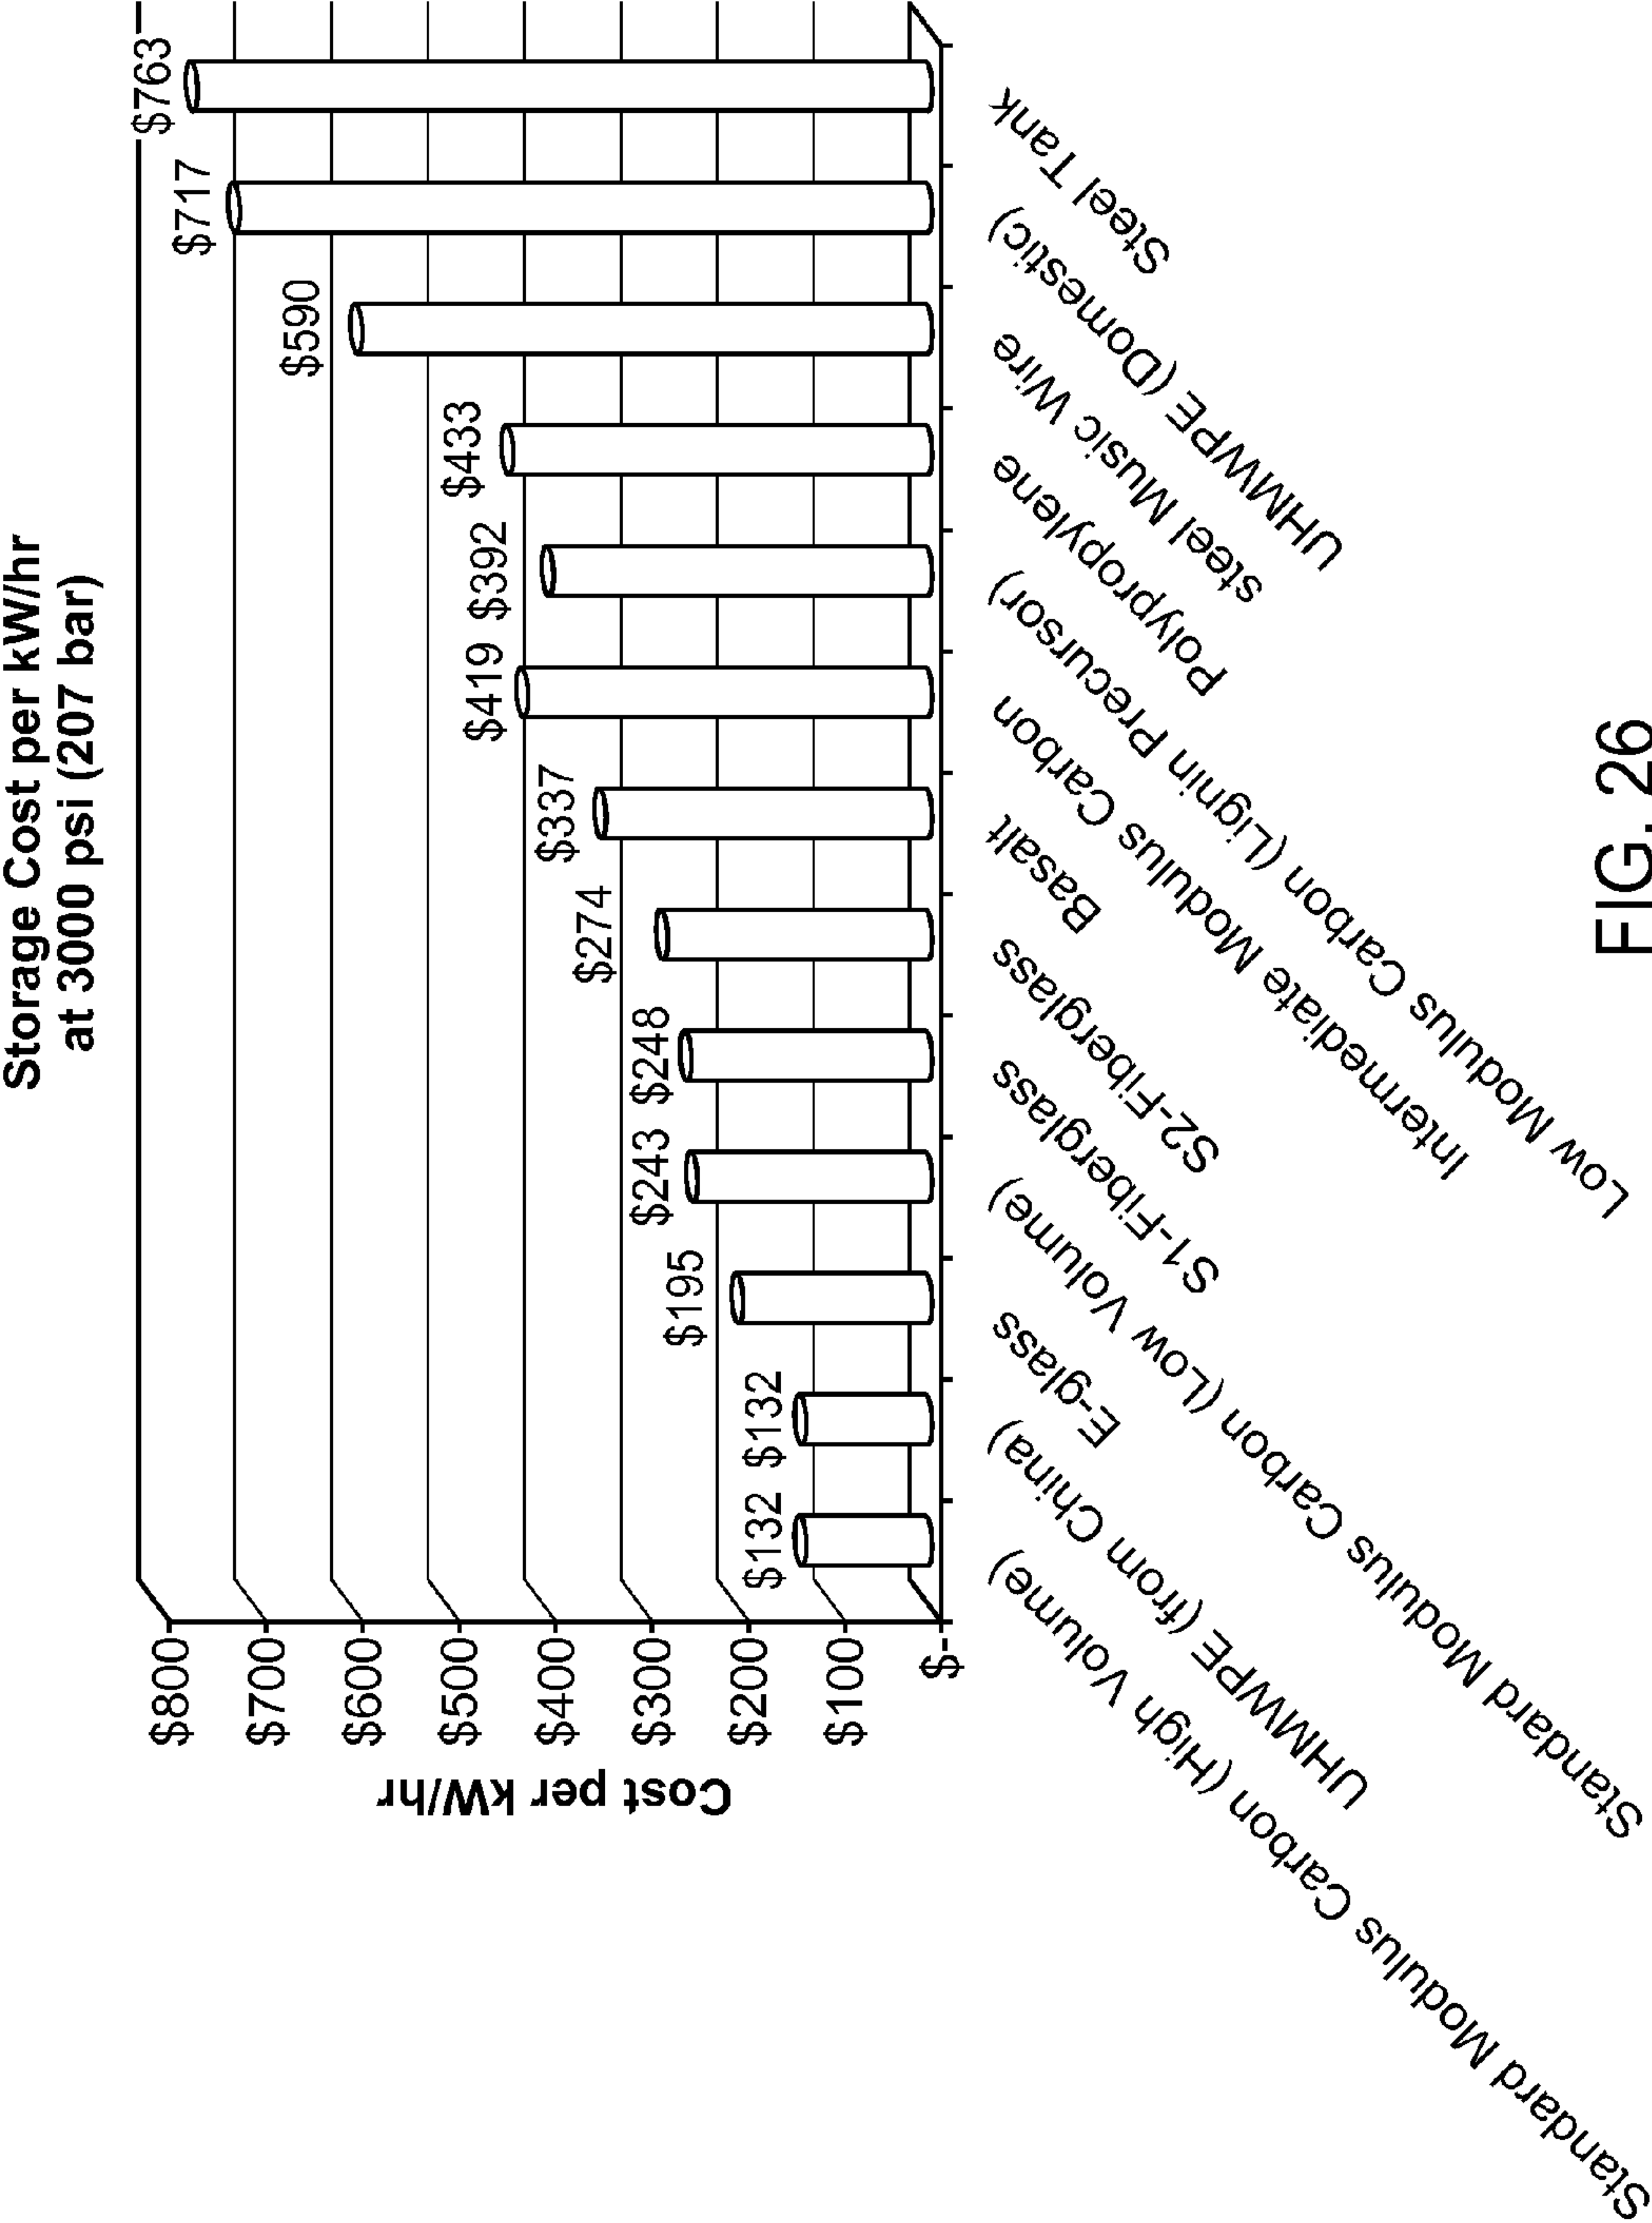 Storage Cost per kW/hr
at 3000 psi (207 bar)
Cost per kW/hr
$800
$700
$600
$500
$400
$300
$200
$100
$-
$132
$132
$195
$243
$248
$274
$337
$419
$392
$433
$590
$717
$763
Standard Modulus Carbon (High Volume)
UHMWPE (from China)
E-glass
Standard Modulus Carbon (Low Volume)
S1-Fiberglass
S2-Fiberglass
Basalt
Intermediate Modulus Carbon
Low Modulus Carbon (Lignin Precursor)
Polypropylene
steel Music Wire
UHMWPE (Domestic)
Steel Tank
FIG. 26